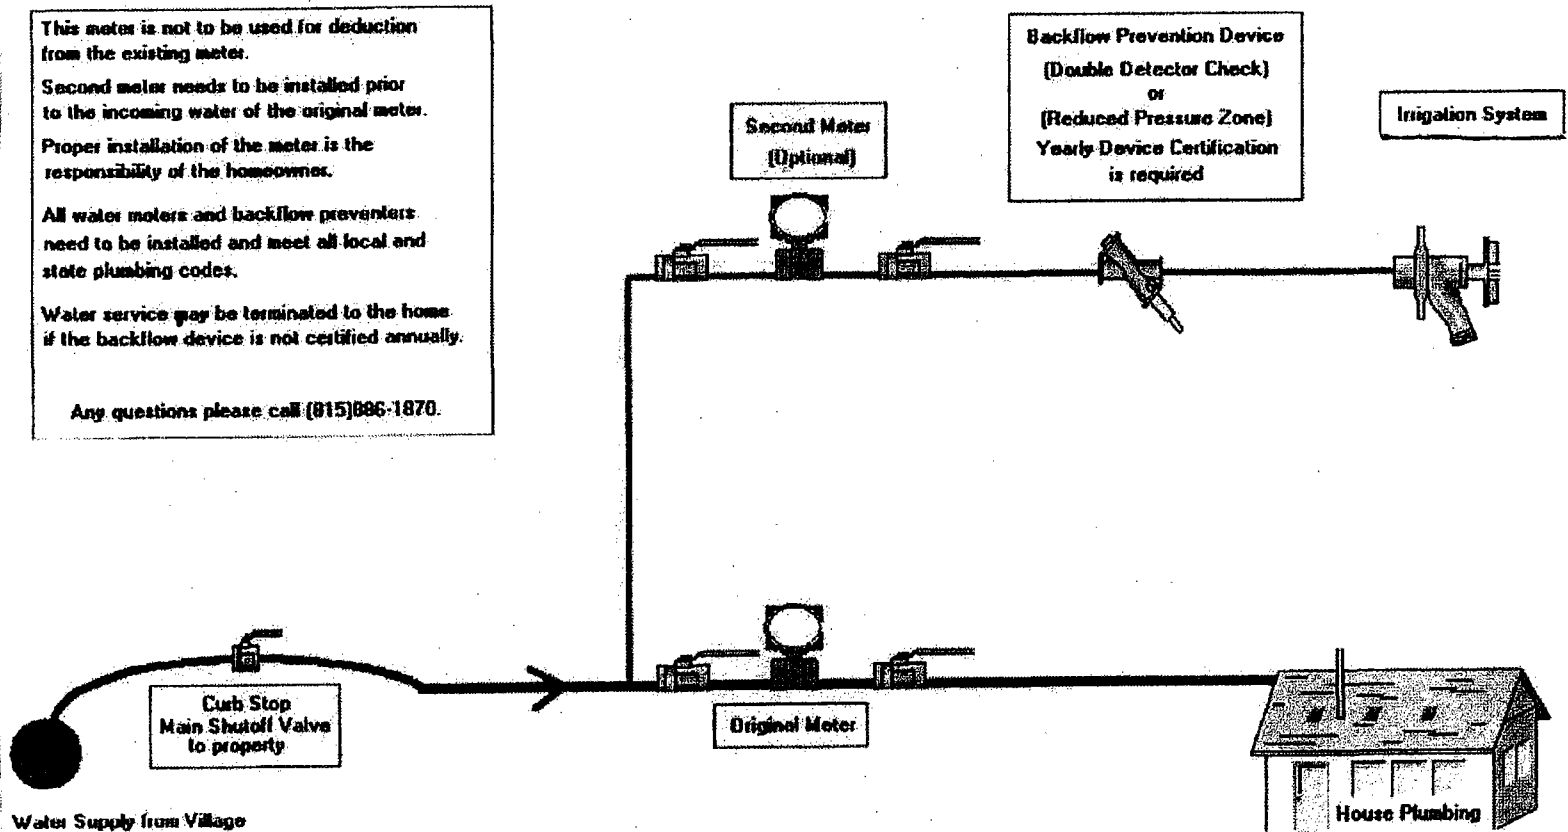 This meter is not to be used for deduction
from the existing meter.
Second meter needs to be installed prior
to the incoming water of the original meter.
Proper installation of the meter is the
responsibility of the homeowner.
All water meters and backflow preventers
need to be installed and meet all local and
state plumbing codes.
Water service may be terminated to the home
if the backflow device is not certified annually.
Any questions please call (815)886-1870.
Second Meter
(Optional)
Backflow Prevention Device
(Double Detector Check)
or
(Reduced Pressure Zone)
Yearly Device Certification
is required
Irrigation System
Curb Stop
Main Shutoff Valve
to property
Original Meter
Water Supply from Village
House Plumbing